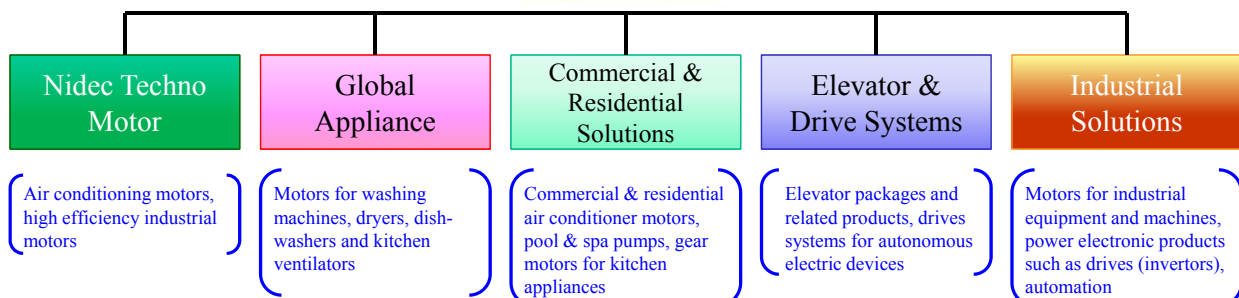 Nidec Techno
Motor
Global
Appliance
Commercial &
Residential
Solutions
Elevator &
Drive Systems
Industrial
Solutions
Air conditioning motors,
high efficiency industrial
motors
Motors for washing
machines, dryers, dish-
washers and kitchen
ventilators
Commercial & residential
air conditioner motors,
pool & spa pumps, gear
motors for kitchen
appliances
Elevator packages and
related products, drives
systems for autonomous
electric devices
Motors for industrial
equipment and machines,
power electronic products
such as drives (invertors),
automation